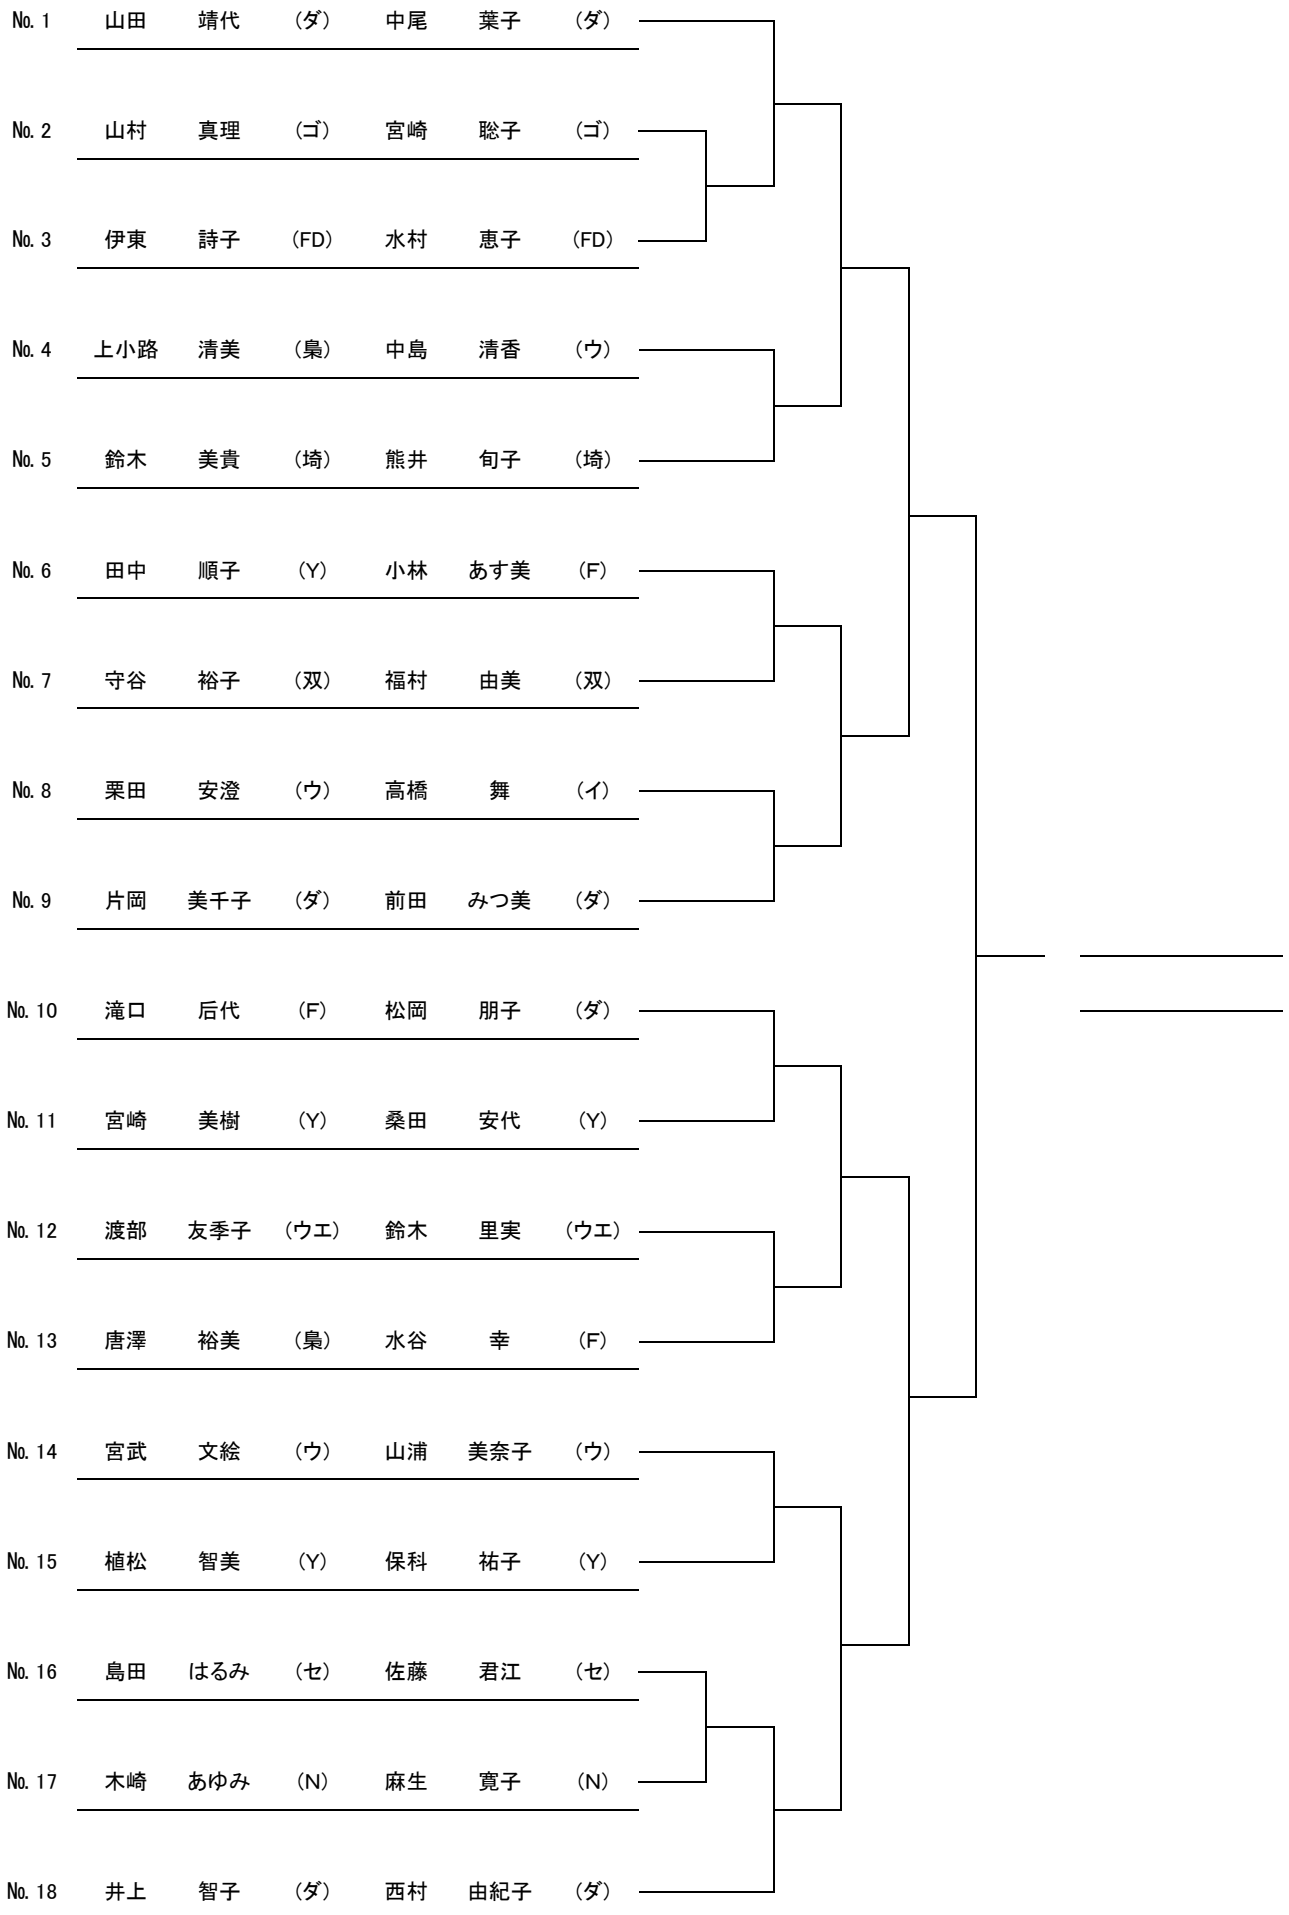 № 1 山田 靖代 (ダ) 中尾 葉子 (ダ)
№ 2 山村 真理 (ゴ) 宮崎 聡子 (ゴ)
№ 3 伊東 詩子 (FD) 水村 恵子 (FD)
№ 4 上小路 清美 (梟) 中島 清香 (ウ)
№ 5 鈴木 美貴 (埼) 熊井 旬子 (埼)
№ 6 田中 順子 (Y) 小林 あす美 (F)
№ 7 守谷 裕子 (双) 福村 由美 (双)
№ 8 栗田 安澄 (ウ) 高橋 舞 (イ)
№ 9 片岡 美千子 (ダ) 前田 みつ美 (ダ)
№ 10 滝口 后代 (F) 松岡 朋子 (ダ)
№ 11 宮崎 美樹 (Y) 桑田 安代 (Y)
№ 12 渡部 友季子 (ウエ) 鈴木 里実 (ウエ)
№ 13 唐澤 裕美 (梟) 水谷 幸 (F)
№ 14 宮武 文絵 (ウ) 山浦 美奈子 (ウ)
№ 15 植松 智美 (Y) 保科 祐子 (Y)
№ 16 島田 はるみ (セ) 佐藤 君江 (セ)
№ 17 木崎 あゆみ (N) 麻生 寛子 (N)
№ 18 井上 智子 (ダ) 西村 由紀子 (ダ)